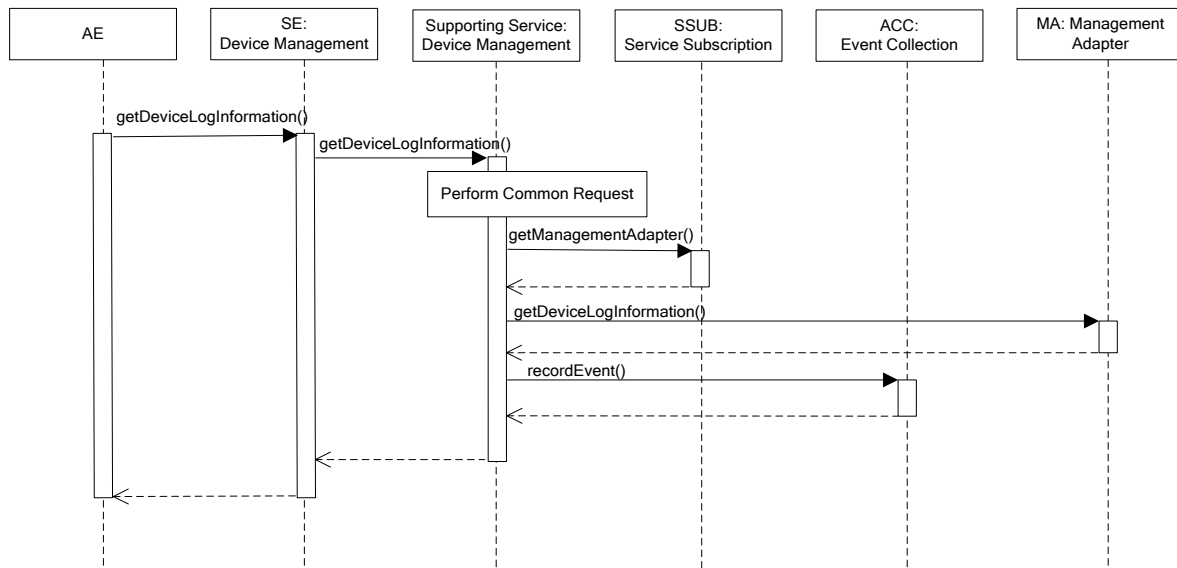 AE
SE:
Device Management
Supporting Service:
Device Management
SSUB:
Service Subscription
ACC:
Event Collection
MA: Management
Adapter
getDeviceLogInformation()
getDeviceLogInformation()
Perform Common Request
getManagementAdapter()
getDeviceLogInformation()
recordEvent()